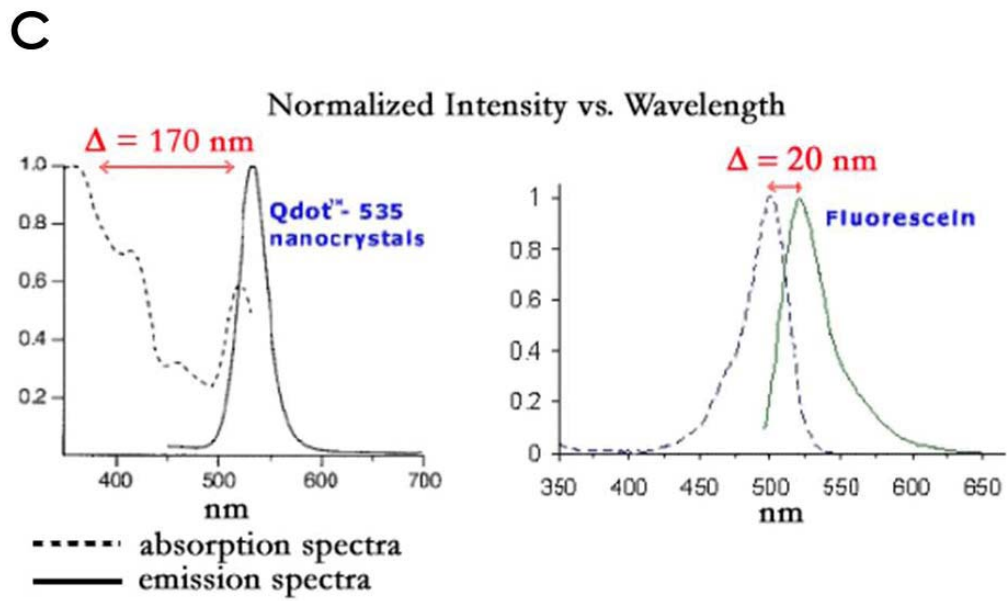 C
Normalized Intensity vs. Wavelength
Δ = 170 nm
1.0
0.8
0.6
0.4
0.2
Qdot™- 535
nanocrystals
400 500 600 700
nm
Δ = 20 nm
1
0.8
0.6
0.4
0.2
0
Fluorescein
350 400 450 500 550 600 650
nm
absorption spectra
emission spectra